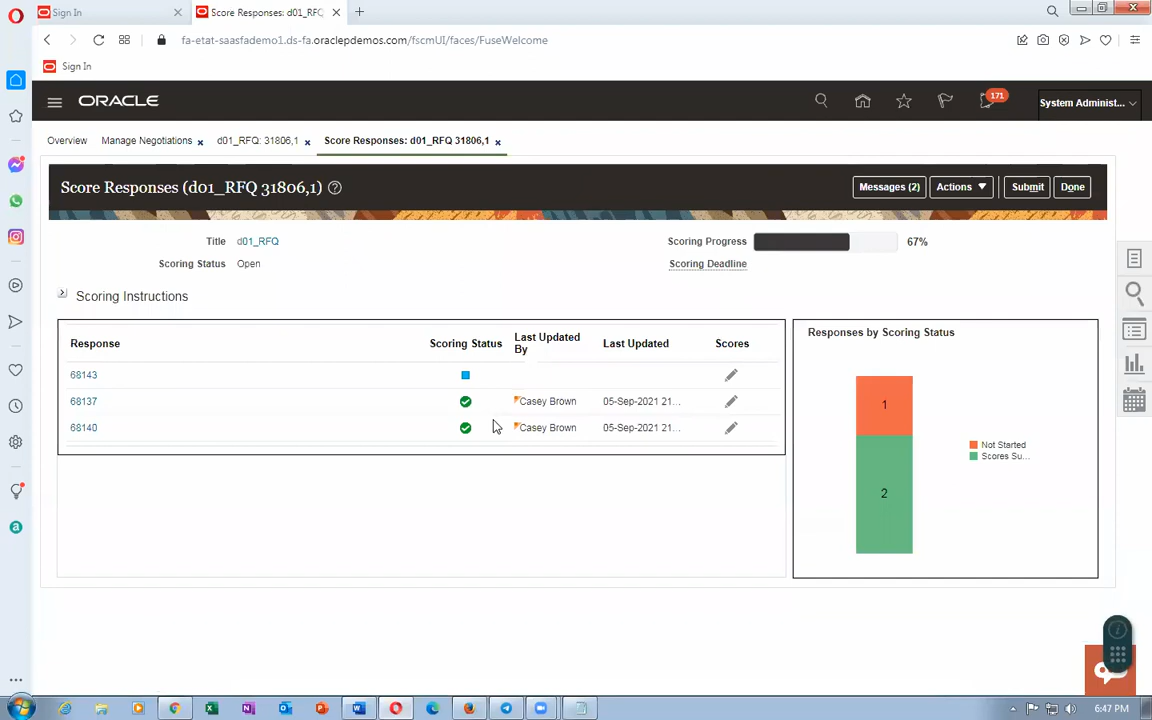 Sign In
Score Responses: d01_RFQ
fa-etat-saasfademo1.ds-fa.oraclepdemos.com/fscmUI/faces/FuseWelcome
Sign In
ORACLE
171
System Administ...
Overview
Manage Negotiations x
d01_RFQ: 31806,1 x
Score Responses: d01_RFQ 31806,1 x
Score Responses (d01_RFQ 31806,1)
Messages (2)
Actions
Submit
Done
Title d01_RFQ
Scoring Progress 67%
Scoring Status Open
Scoring Deadline
Scoring Instructions
Response Scoring Status Last Updated By Last Updated Scores
68143
68137 Casey Brown 05-Sep-2021 21...
68140 Casey Brown 05-Sep-2021 21...
Responses by Scoring Status
1
2
Not Started
Scores Su...
6:47 PM